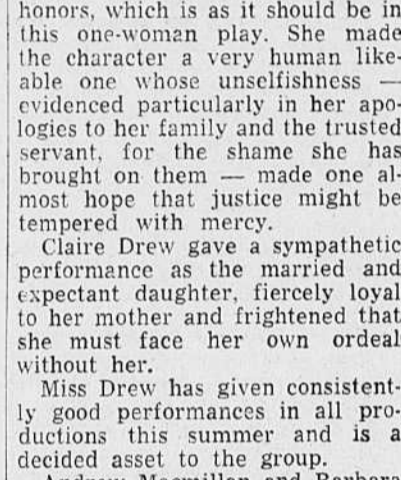 honors, which is as it should be in
this one-woman play. She made
the character a very human like-
able one whose unselfishness —
evidenced particularly in her apo-
logies to her family and the trusted
servant, for the shame she has
brought on them — made one al-
most hope that justice might be
tempered with mercy.
Claire Drew gave a sympathetic
performance as the married and
expectant daughter, fiercely loyal
to her mother and frightened that
she must face her own ordeal
without her.
Miss Drew has given consistent-
ly good performances in all pro-
ductions this summer and is a
decided asset to the group.
Andrew Macmillan and Barbara